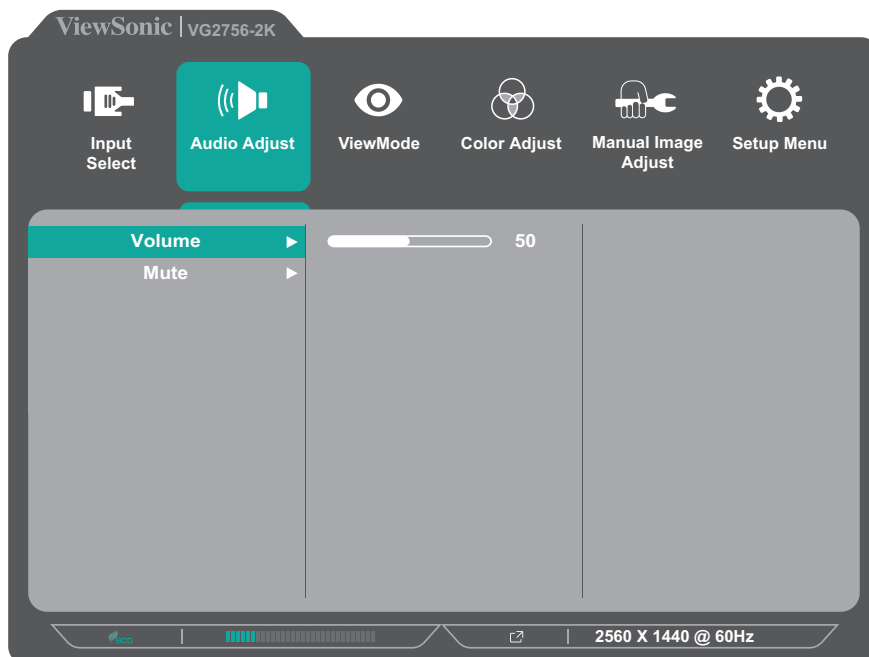 ViewSonic | VG2756-2K
Input Select
Audio Adjust
ViewMode
Color Adjust
Manual Image Adjust
Setup Menu
Volume
50
Mute
eco
2560 X 1440 @ 60Hz